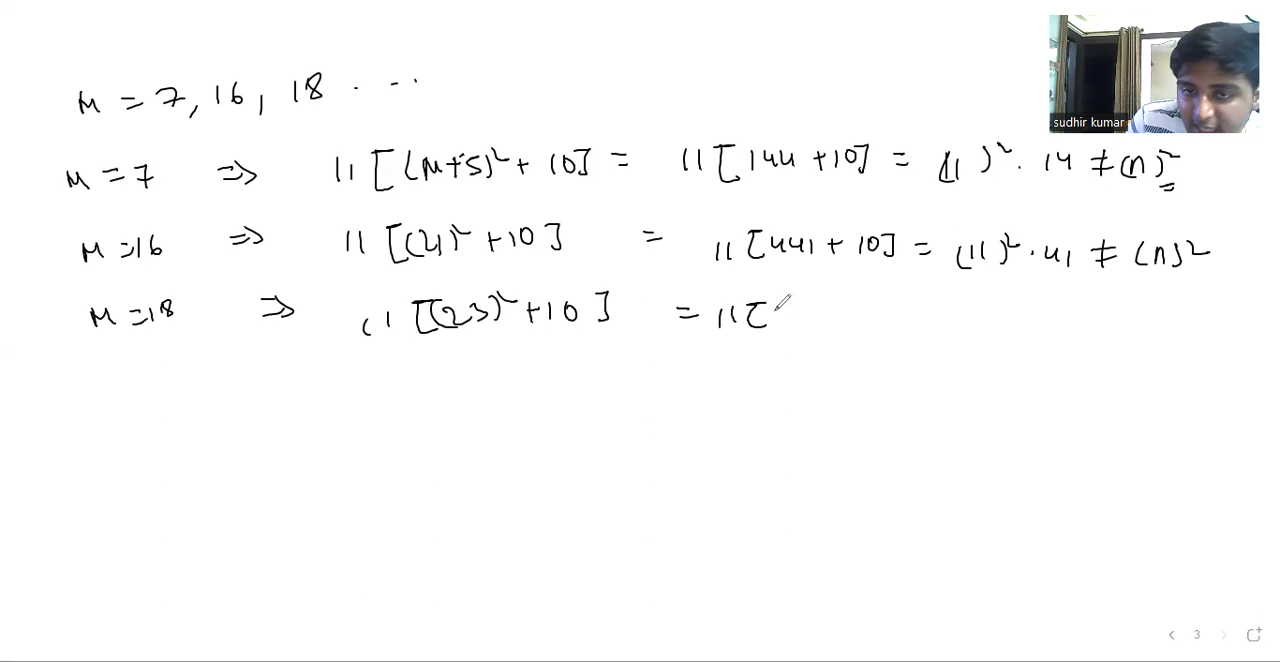 M = 7, 16, 18 . . . .
sudhir kumar
M = 7 ⇒ 11 [(M+5)² + 10] = 11 [144 + 10] = (11)² . 14 ≠ (n)²
M = 16 ⇒ 11 [(21)² + 10] = 11 [441 + 10] = (11)² . 41 ≠ (n)²
M = 18 ⇒ 11 [(23)² + 10] = 11 [
3